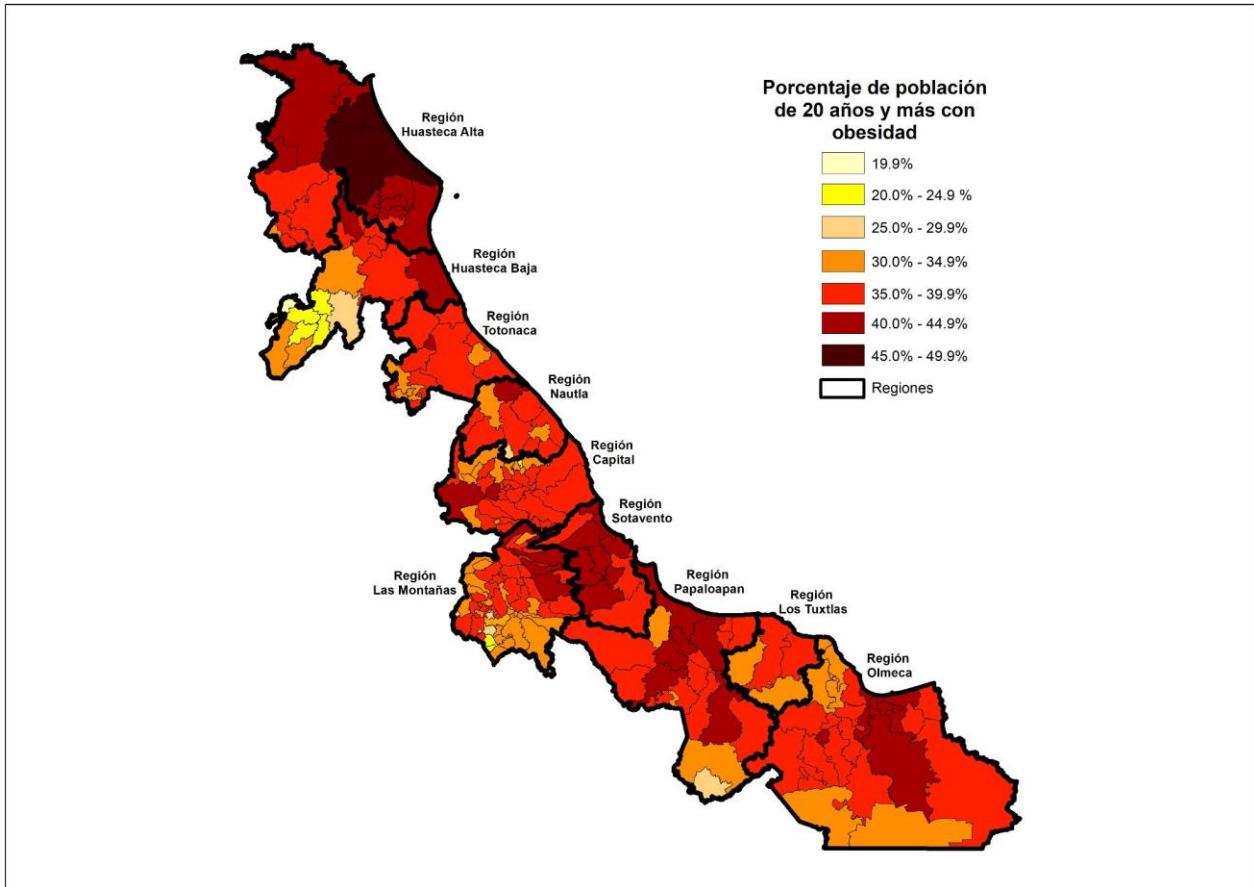 Porcentaje de población
de 20 años y más con
obesidad
19.9%
20.0% - 24.9 %
25.0% - 29.9%
30.0% - 34.9%
35.0% - 39.9%
40.0% - 44.9%
45.0% - 49.9%
Regiones
Región
Huasteca Alta
Región
Huasteca Baja
Región
Totonaca
Región
Nautla
Región
Capital
Región
Sotavento
Región
Las Montañas
Región
Papaloapan
Región
Los Tuxtlas
Región
Olmeca